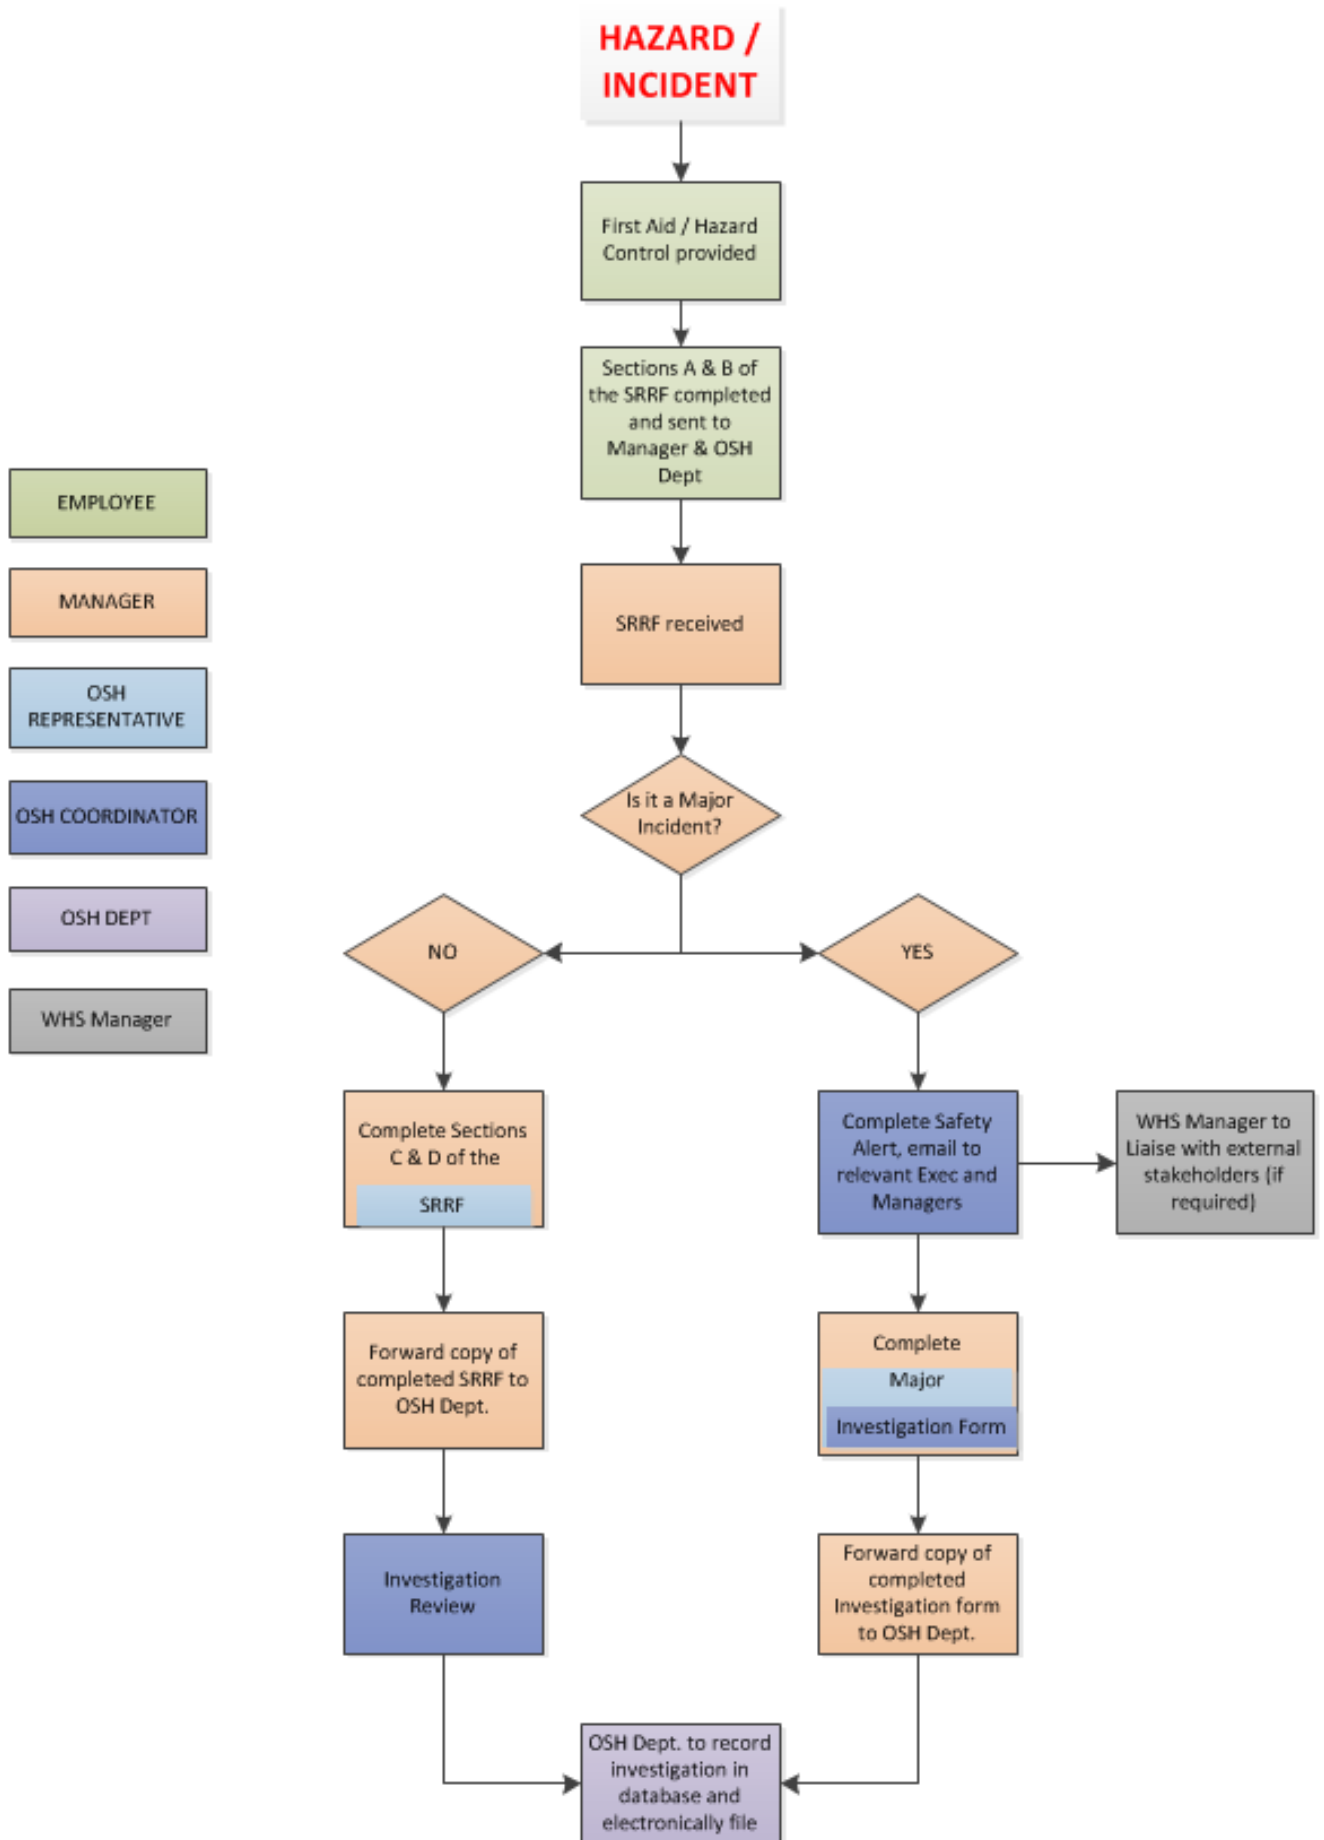 HAZARD /
INCIDENT
First Aid / Hazard
Control provided
Sections A & B of
the SRRF completed
and sent to
Manager & OSH
Dept
EMPLOYEE
MANAGER
OSH
REPRESENTATIVE
OSH COORDINATOR
OSH DEPT
WHS Manager
SRRF received
Is it a Major
Incident?
NO
YES
Complete Sections
C & D of the
SRRF
Complete Safety
Alert, email to
relevant Exec and
Managers
WHS Manager to
Liaise with external
stakeholders (if
required)
Forward copy of
completed SRRF to
OSH Dept.
Complete
Major
Investigation Form
Investigation
Review
Forward copy of
completed
Investigation form
to OSH Dept.
OSH Dept. to record
investigation in
database and
electronically file